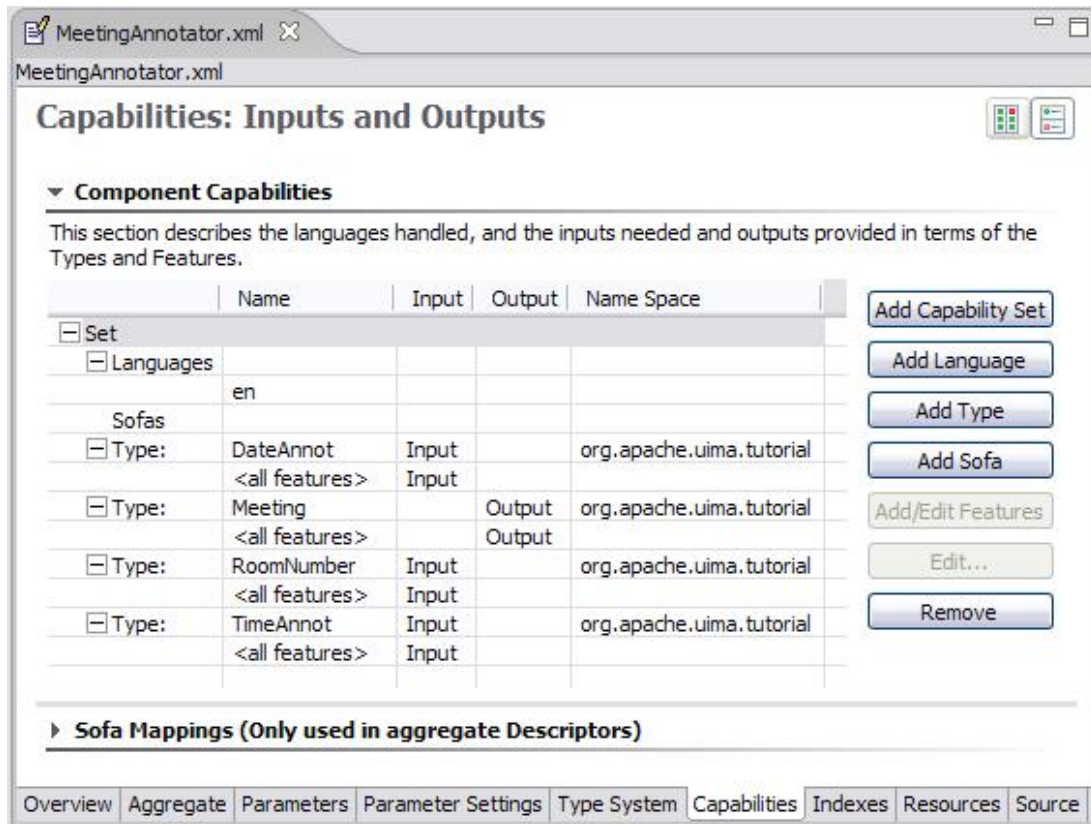 MeetingAnnotator.xml
MeetingAnnotator.xml
Capabilities: Inputs and Outputs
Component Capabilities
This section describes the languages handled, and the inputs needed and outputs provided in terms of the
Types and Features.
Name Input Output Name Space
Set
Languages
en
Sofas
Type: DateAnnot Input org.apache.uima.tutorial
<all features> Input
Type: Meeting Output org.apache.uima.tutorial
<all features> Output
Type: RoomNumber Input org.apache.uima.tutorial
<all features> Input
Type: TimeAnnot Input org.apache.uima.tutorial
<all features> Input
Add Capability Set
Add Language
Add Type
Add Sofa
Add/Edit Features
Edit...
Remove
Sofa Mappings (Only used in aggregate Descriptors)
Overview Aggregate Parameters Parameter Settings Type System Capabilities Indexes Resources Source